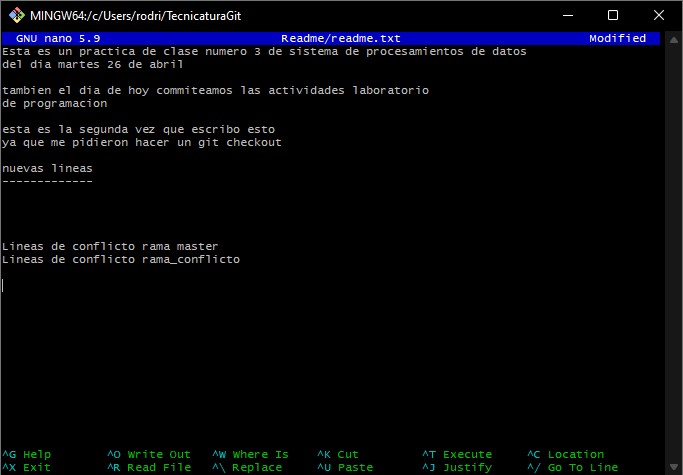 MINGW64:/c/Users/rodri/TecnicaturaGit
GNU nano 5.9 Readme/readme.txt Modified
Esta es un practica de clase numero 3 de sistema de procesamientos de datos
del dia martes 26 de abril
tambien el dia de hoy commiteamos las actividades laboratorio
de programacion
esta es la segunda vez que escribo esto
ya que me pidieron hacer un git checkout
nuevas lineas
-------------
Lineas de conflicto rama master
Lineas de conflicto rama_conflicto
^G Help ^O Write Out ^W Where Is ^K Cut ^T Execute ^C Location
^X Exit ^R Read File ^\ Replace ^U Paste ^J Justify ^/ Go To Line